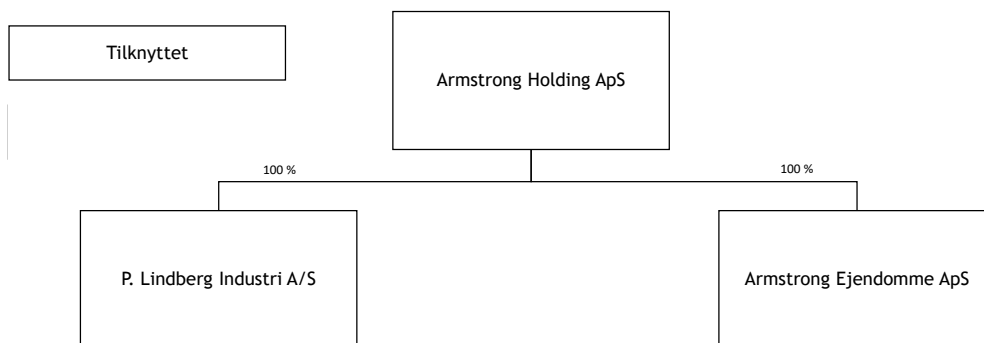 Tilknyttet
Armstrong Holding ApS
100 %
100 %
P. Lindberg Industri A/S
Armstrong Ejendomme ApS